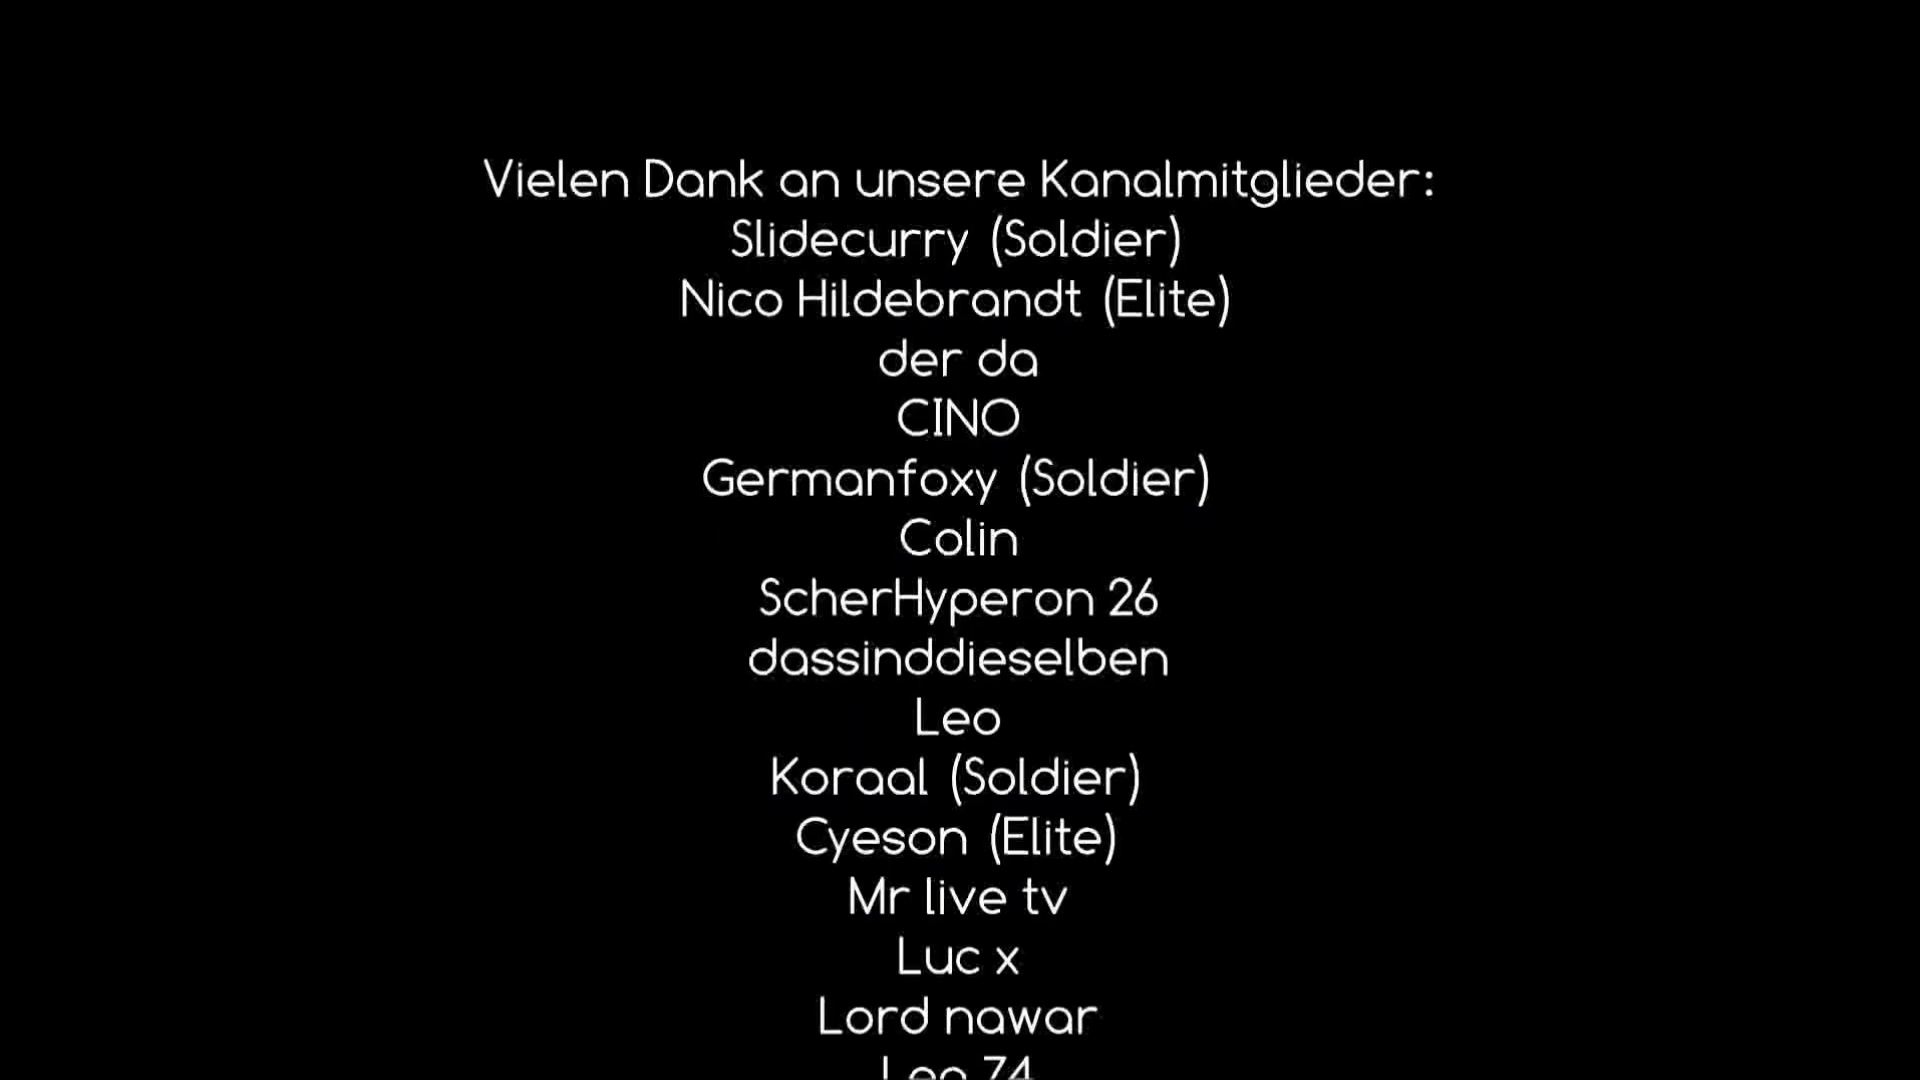 Vielen Dank an unsere Kanalmitglieder:
Slidecurry (Soldier)
Nico Hildebrandt (Elite)
der da
CINO
Germanfoxy (Soldier)
Colin
ScherHyperon 26
dassinddieselben
Leo
Koraal (Soldier)
Cyeson (Elite)
Mr live tv
Luc x
Lord nawar
Leo 74